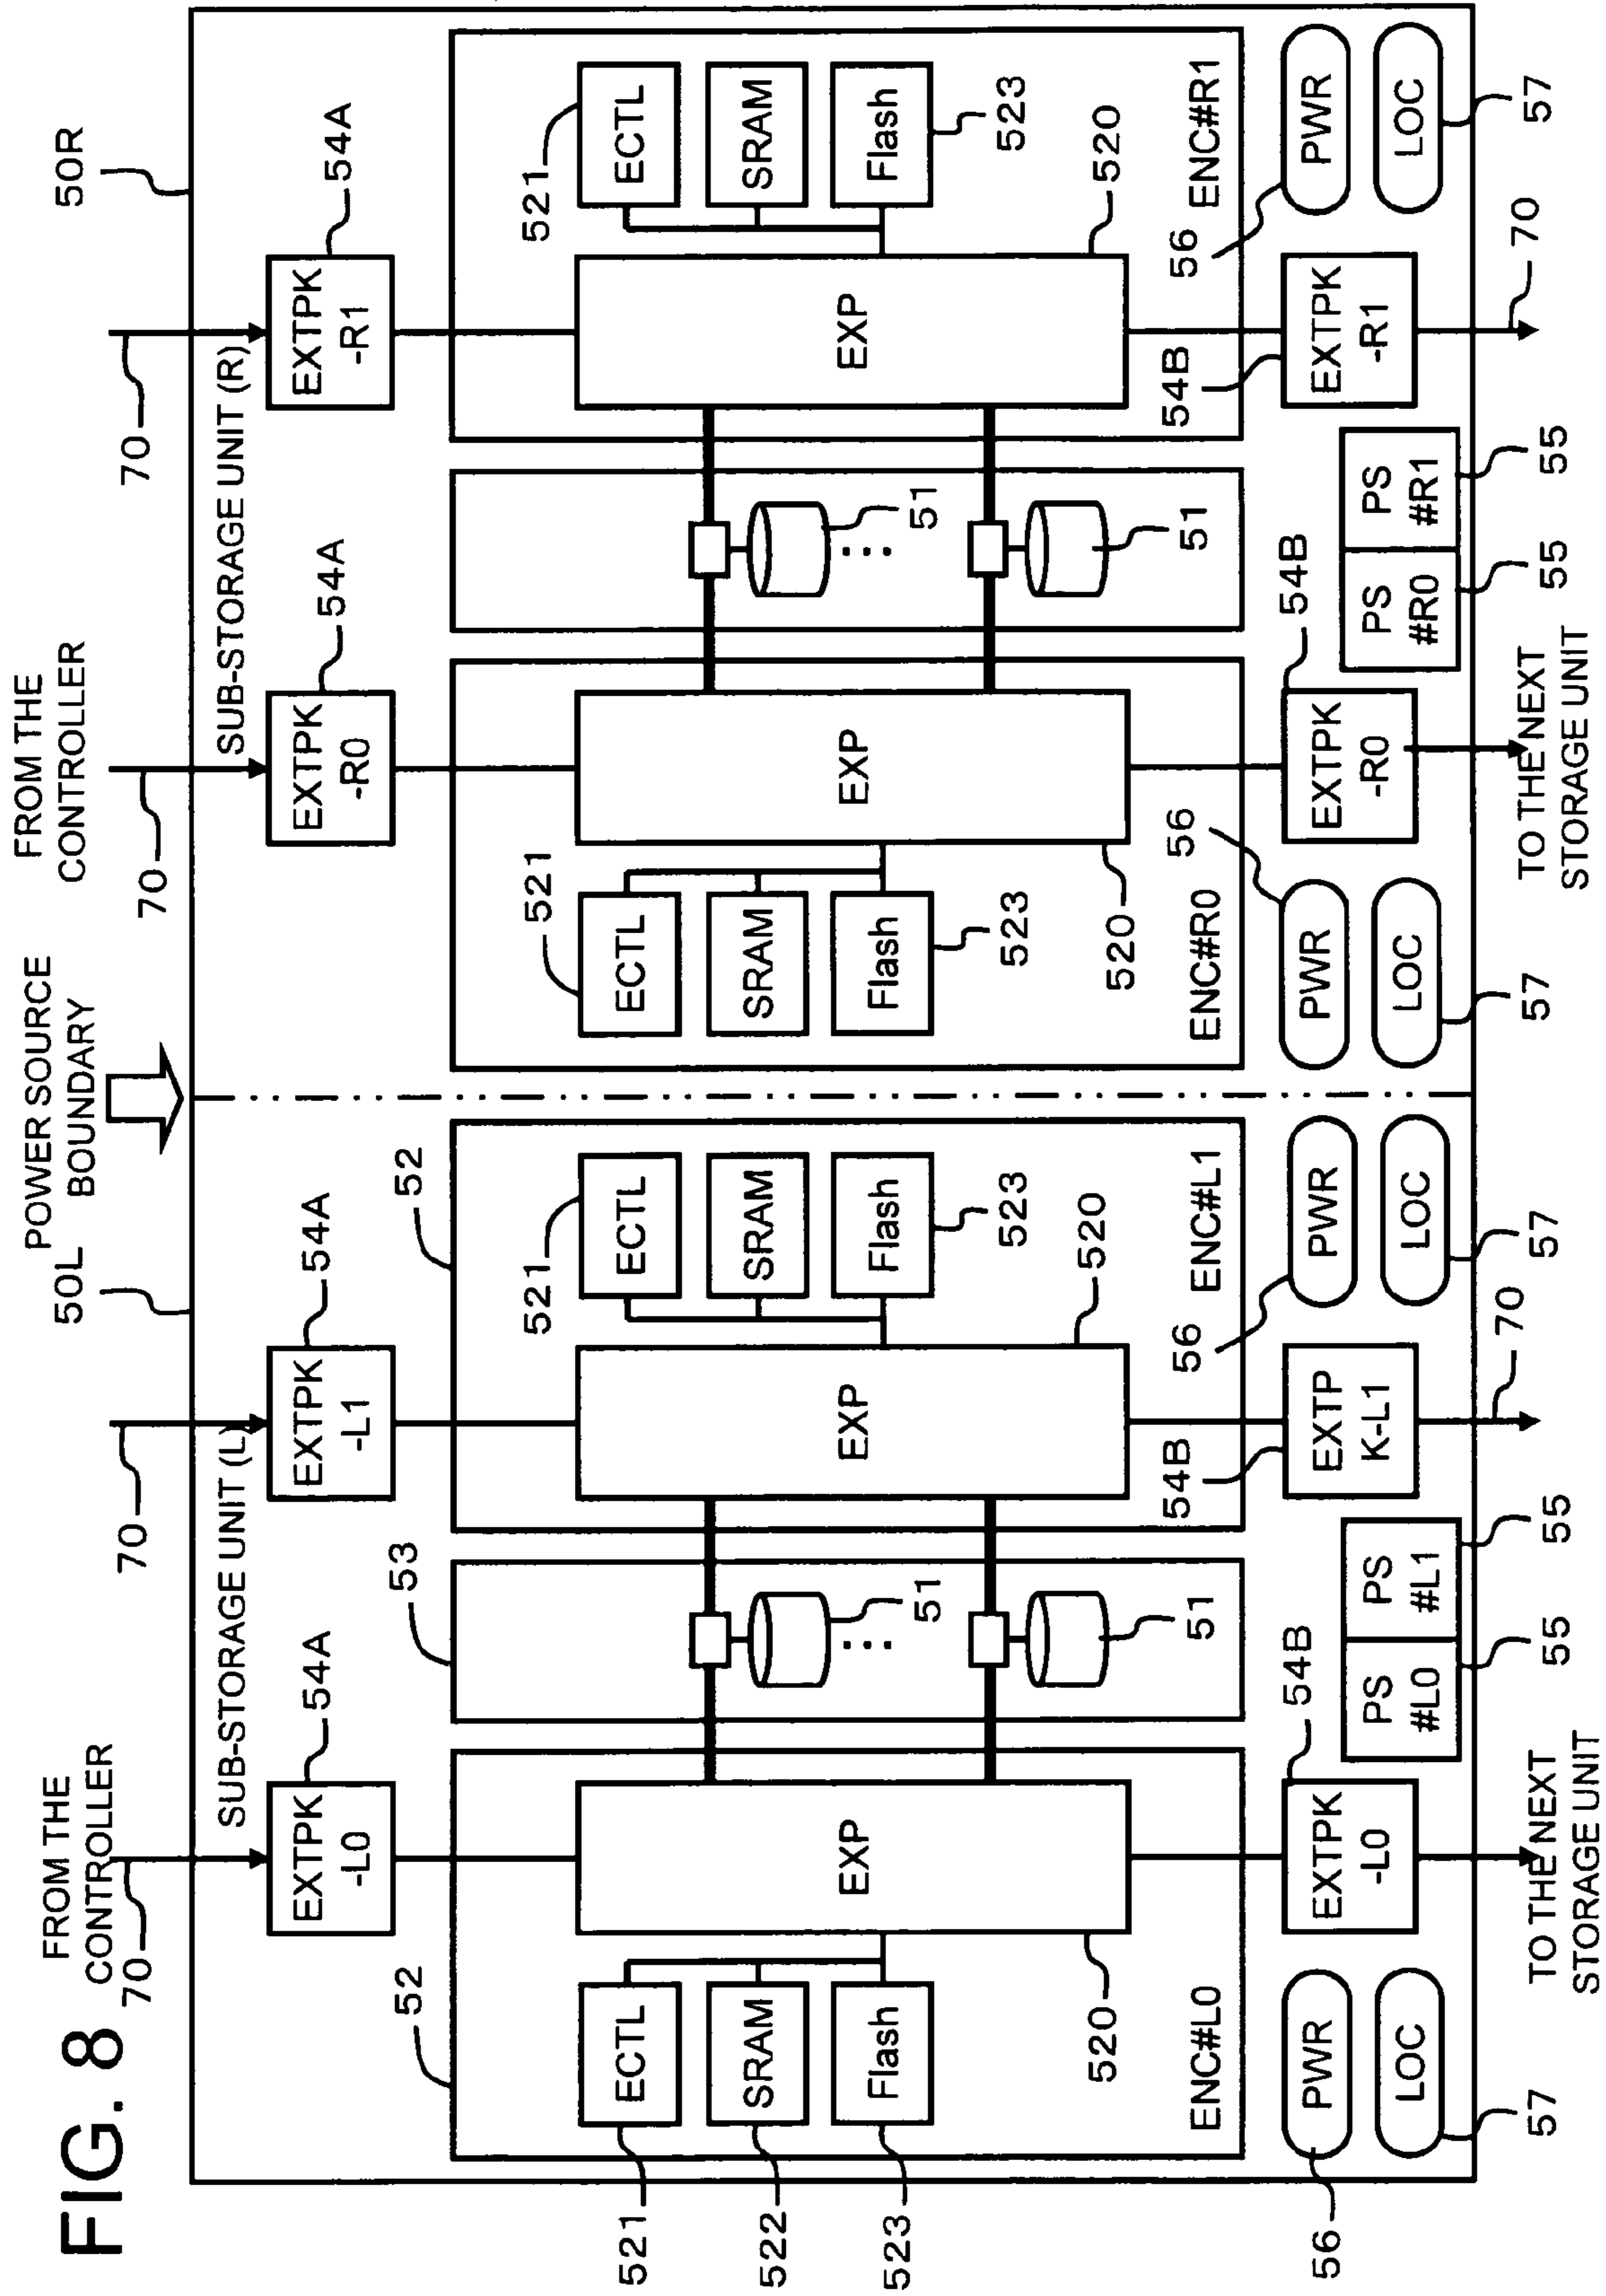 FIG. 8
FROM THE
CONTROLLER
POWER SOURCE
BOUNDARY
FROM THE
CONTROLLER
50L
50R
70
70
70
70
SUB-STORAGE UNIT (L)
SUB-STORAGE UNIT (R)
EXTPK
-L0
54A
EXTPK
-L1
54A
EXTPK
-R0
54A
EXTPK
-R1
54A
52
53
52
521
ECTL
522
SRAM
523
Flash
EXP
520
ENC#L0
51
...
51
EXP
521
ECTL
SRAM
Flash
523
520
ENC#L1
521
ECTL
SRAM
Flash
523
EXP
520
ENC#R0
51
...
51
EXP
521
ECTL
SRAM
Flash
523
520
ENC#R1
56
PWR
LOC
57
EXTPK
-L0
54B
PS
#L0
55
PS
#L1
55
EXTP
K-L1
54B
56
PWR
LOC
57
PWR
56
LOC
57
EXTPK
-R0
54B
PS
#R0
55
PS
#R1
55
EXTPK
-R1
54B
56
PWR
LOC
57
TO THE NEXT
STORAGE UNIT
70
TO THE NEXT
STORAGE UNIT
70